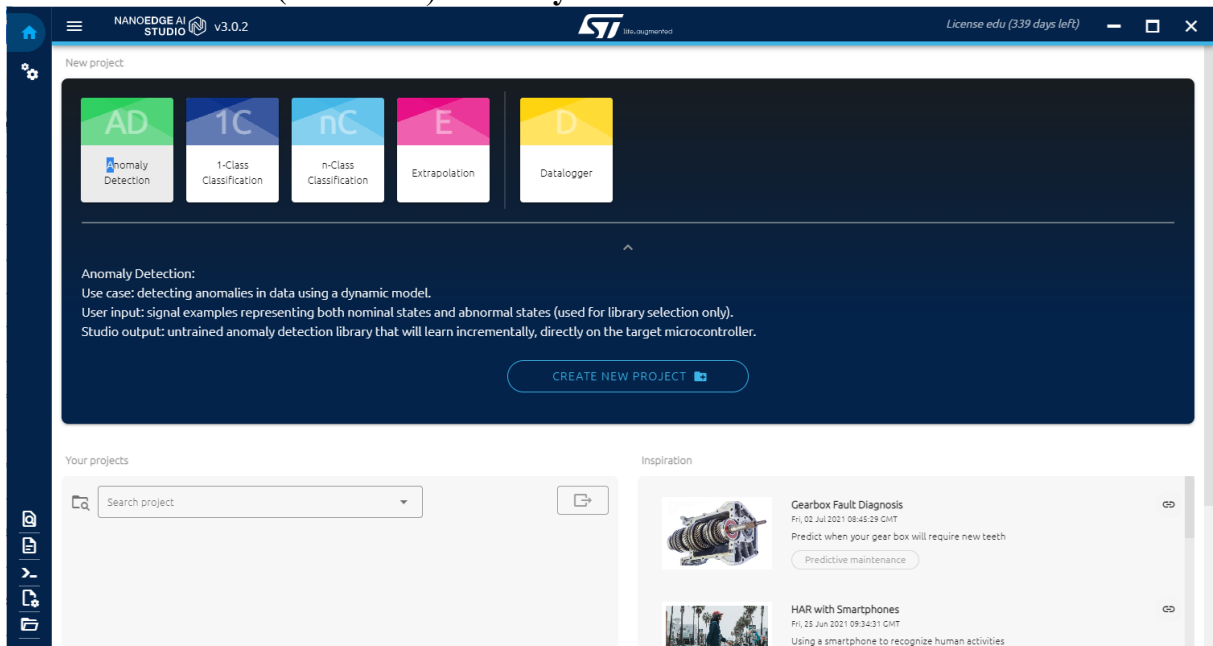 NANOEDGE AI
STUDIO v3.0.2
life.augmented
License edu (339 days left)
New project
AD
1C
nC
E
D
Anomaly
Detection
1-Class
Classification
n-Class
Classification
Extrapolation
Datalogger
Anomaly Detection:
Use case: detecting anomalies in data using a dynamic model.
User input: signal examples representing both nominal states and abnormal states (used for library selection only).
Studio output: untrained anomaly detection library that will learn incrementally, directly on the target microcontroller.
CREATE NEW PROJECT
Your projects
Search project
Inspiration
Gearbox Fault Diagnosis
Fri, 02 Jul 2021 08:45:29 GMT
Predict when your gear box will require new teeth
Predictive maintenance
HAR with Smartphones
Fri, 25 Jun 2021 09:34:31 GMT
Using a smartphone to recognize human activities